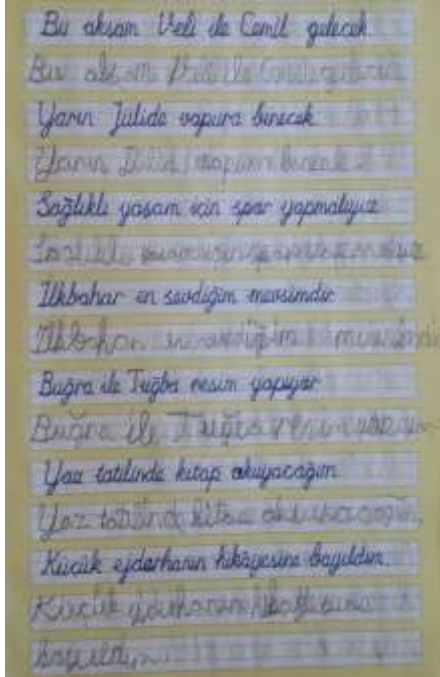 Bu akşam Veli ile Cemil gelecek.
Bu akşam Veli ile Cemil gelecek
Yarın Jülide vapura binecek.
Yarın vapura binecek
Sağlıklı yaşam için spor yapmalıyız.
Sağlıklı
İlkbahar en sevdiğim mevsimdir.
İlkbahar en sevdiğim
Buğra ile Tuğba resim yapıyor.
Buğra ile Tuğba resim
Yaz tatilinde kitap okuyacağım.
Yaz tatilinde kitap okuyacağım.
Küçük ejderhanın hikâyesine bayıldım.
Küçük ejderhanın
bayıldım.